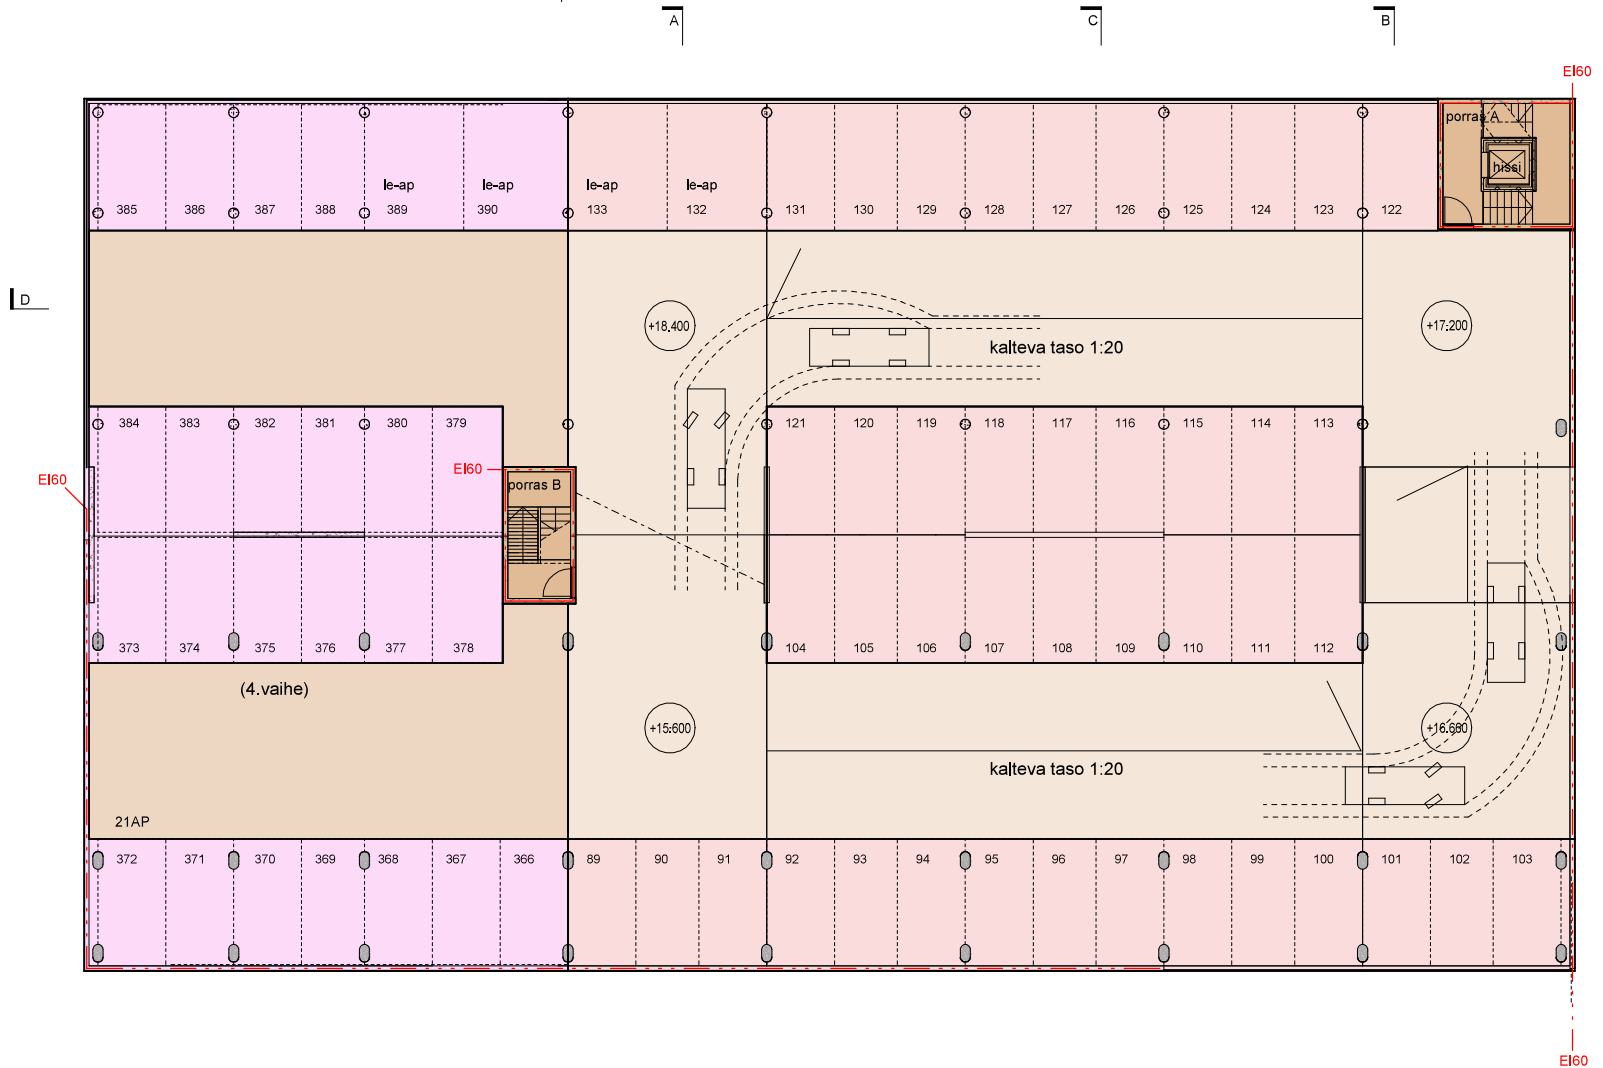 A
C
B
EI60
porras A
hissi
le-ap le-ap le-ap le-ap
385 386 387 388 389 390 133 132 131 130 129 128 127 126 125 124 123 122
D
+18.400
+17.200
kalteva taso 1:20
384 383 382 381 380 379 121 120 119 118 117 116 115 114 113
EI60
EI60
porras B
373 374 375 376 377 378 104 105 106 107 108 109 110 111 112
(4.vaihe)
+15.600
+16.600
kalteva taso 1:20
21AP
372 371 370 369 368 367 366 89 90 91 92 93 94 95 96 97 98 99 100 101 102 103
EI60